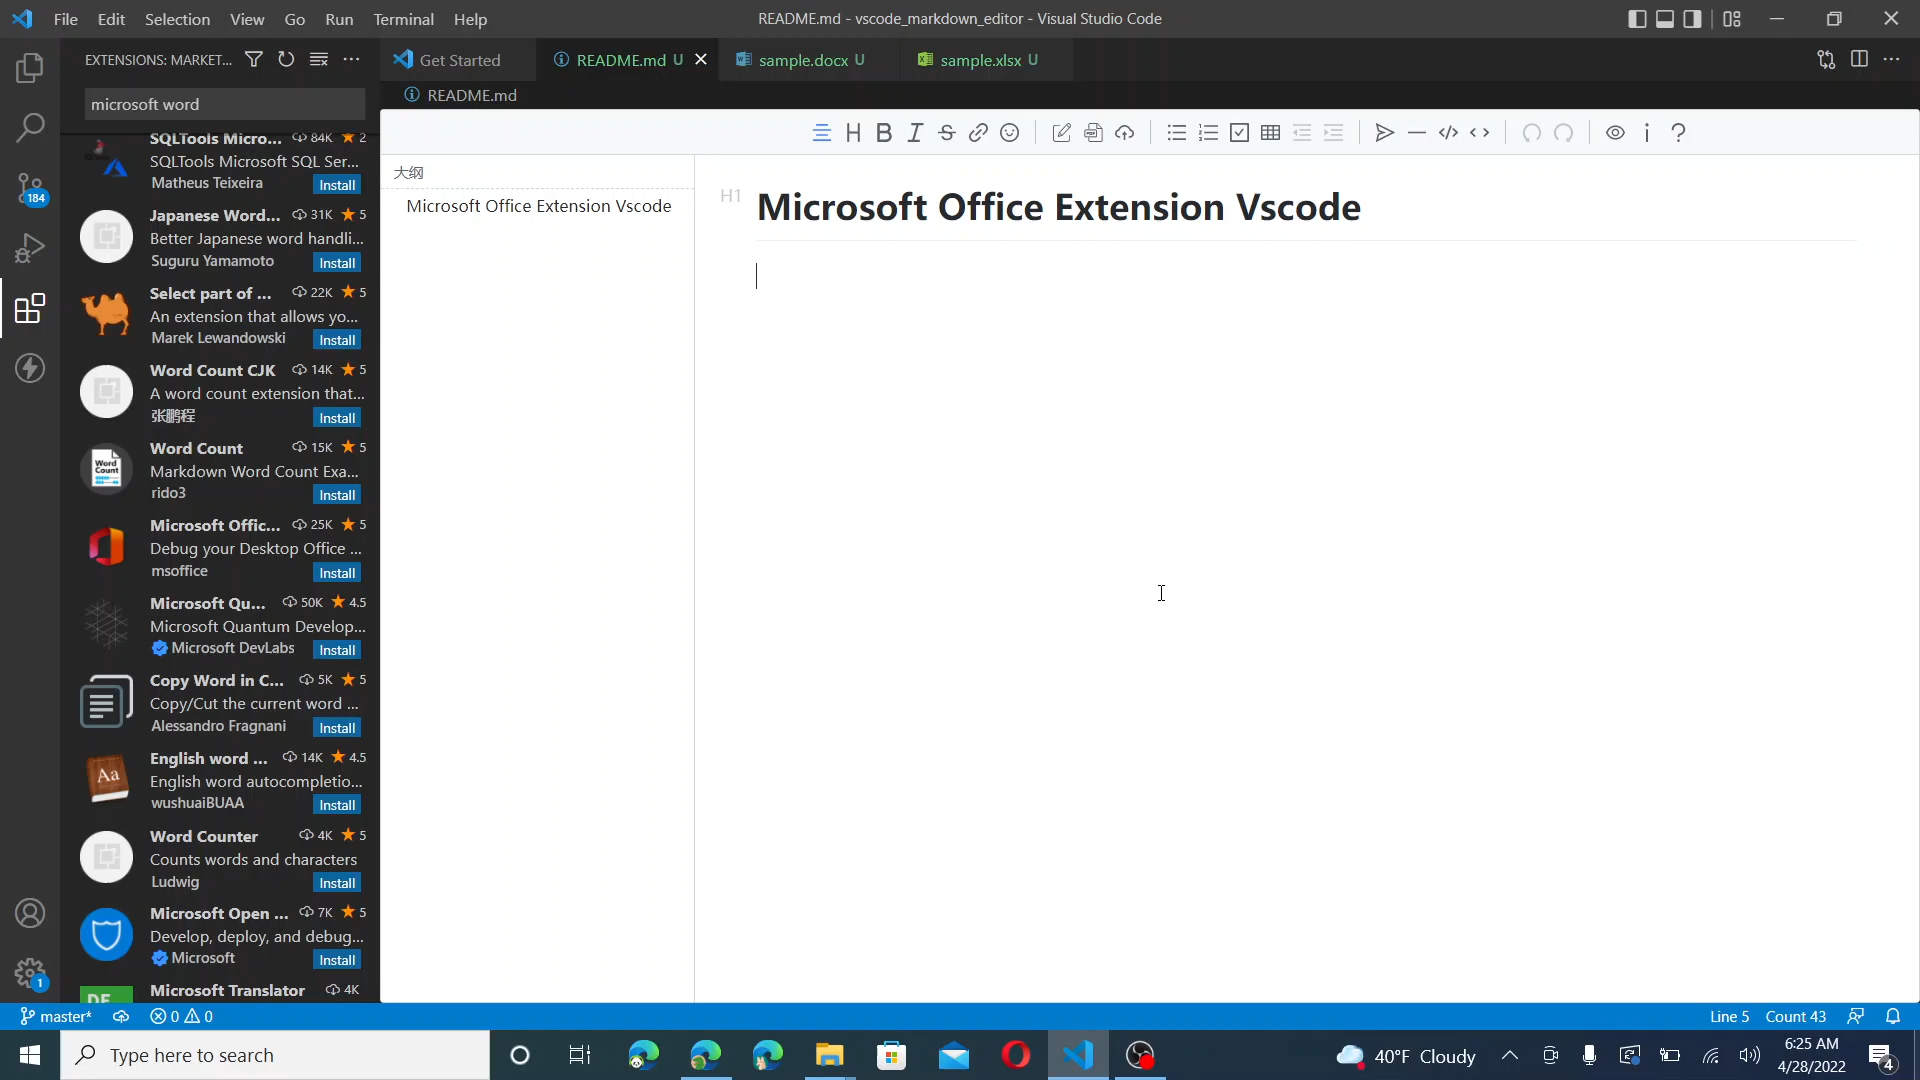 File Edit Selection View Go Run Terminal Help
README.md - vscode_markdown_editor - Visual Studio Code
EXTENSIONS: MARKET...
Get Started
README.md U
sample.docx U
sample.xlsx U
microsoft word
README.md
SQLTools Micro... 84K 2
SQLTools Microsoft SQL Ser...
Matheus Teixeira Install
Japanese Word... 31K 5
Better Japanese word handli...
Suguru Yamamoto Install
Select part of ... 22K 5
An extension that allows yo...
Marek Lewandowski Install
Word Count CJK 14K 5
A word count extension that...
张鹏程 Install
Word Count 15K 5
Markdown Word Count Exa...
rido3 Install
Word
Count
Microsoft Offic... 25K 5
Debug your Desktop Office ...
msoffice Install
Microsoft Qu... 50K 4.5
Microsoft Quantum Develop...
Microsoft DevLabs Install
Copy Word in C... 5K 5
Copy/Cut the current word ...
Alessandro Fragnani Install
English word ... 14K 4.5
English word autocompletio...
wushuaiBUAA Install
Aa
Word Counter 4K 5
Counts words and characters
Ludwig Install
Microsoft Open ... 7K 5
Develop, deploy, and debug...
Microsoft Install
Microsoft Translator 4K
DE
184
1
大纲
Microsoft Office Extension Vscode
H1 Microsoft Office Extension Vscode
master* 0 0
Line 5 Count 43
Type here to search
40°F Cloudy
6:25 AM
4/28/2022
4